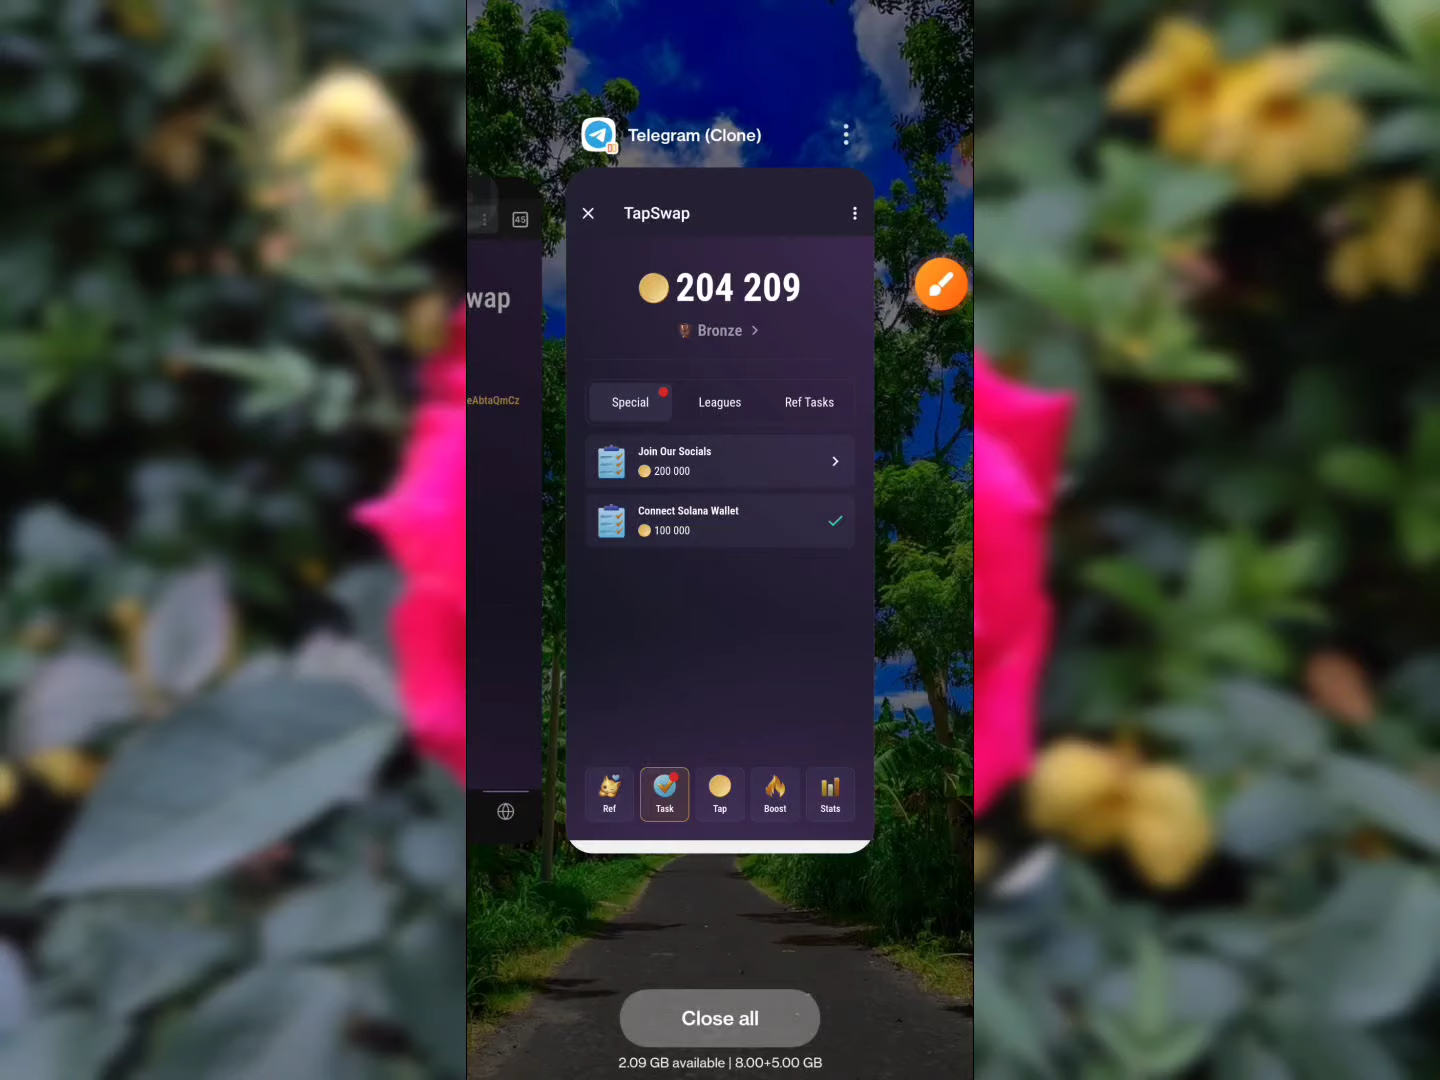 Telegram (Clone)
45
TapSwap
wap
204 209
Bronze
eAbtaQmCz
Special
Leagues
Ref Tasks
Join Our Socials
200 000
Connect Solana Wallet
100 000
Ref
Task
Tap
Boost
Stats
Close all
2.09 GB available | 8.00+5.00 GB